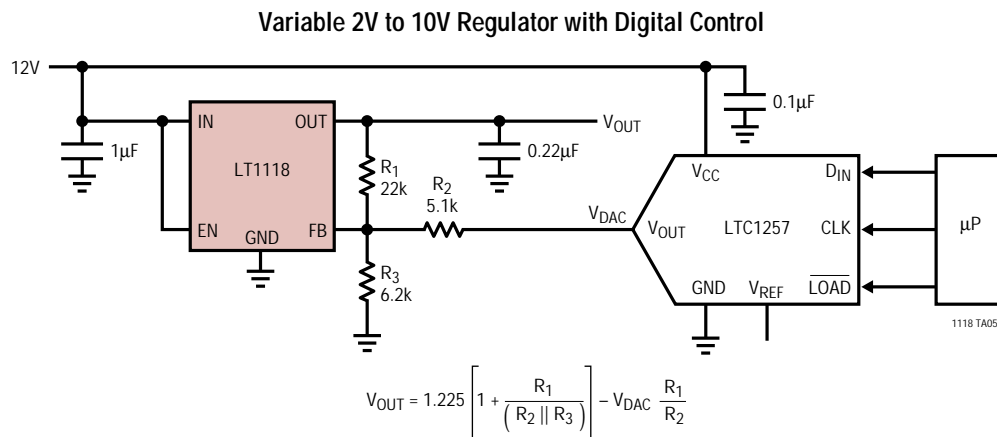 Variable 2V to 10V Regulator with Digital Control
12V
1µF
IN
OUT
LT1118
EN
GND
FB
R1
22k
R2
5.1k
R3
6.2k
0.22µF
VOUT
0.1µF
VDAC
VCC
VOUT
LTC1257
GND
VREF
DIN
CLK
LOAD
µP
1118 TA05
VOUT = 1.225 [1 + R1 / (R2 || R3)] – VDAC R1 / R2